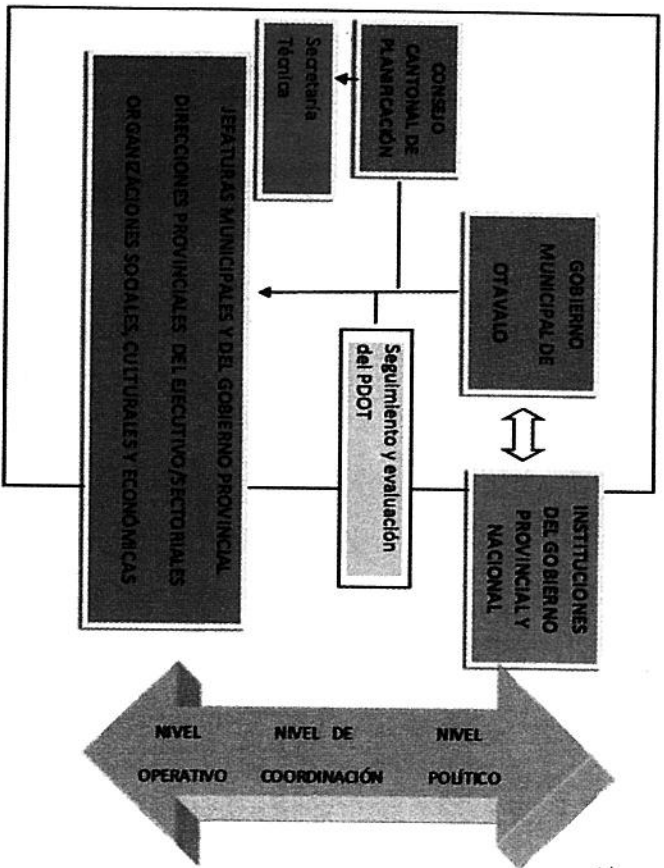 GOBIERNO
MUNICIPAL DE
OTAVALO
INSTITUCIONES
DEL GOBIERNO
PROVINCIAL Y
NACIONAL
CONSEJO
CANTONAL DE
PLANIFICACIÓN
Secretaría
Técnica
Seguimiento y evaluación
del PDOT
JEFATURAS MUNICIPALES Y DEL GOBIERNO PROVINCIAL
DIRECCIONES PROVINCIALES DEL EJECUTIVO/SECTORIALES
ORGANIZACIONES SOCIALES, CULTURALES Y ECONÓMICAS
NIVEL
POLÍTICO
NIVEL DE
COORDINACIÓN
NIVEL
OPERATIVO